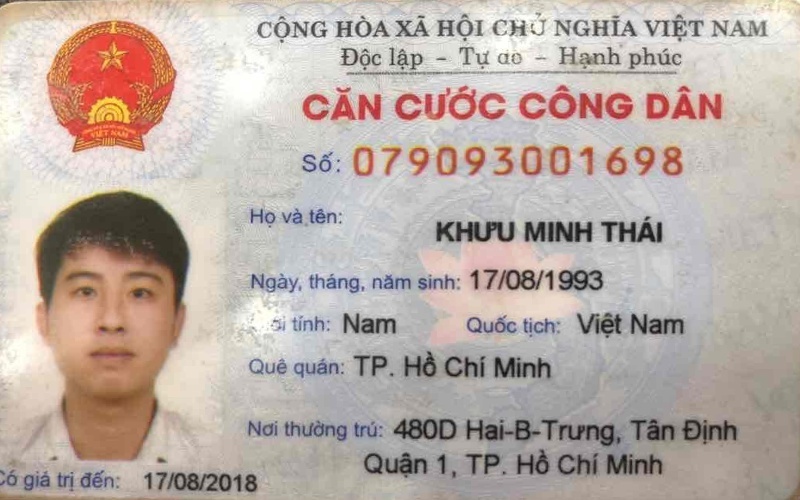 CỘNG HÒA XÃ HỘI CHỦ NGHĨA VIỆT NAM
Độc lập - Tự do - Hạnh phúc
CĂN CƯỚC CÔNG DÂN
Số: 079093001698
Họ và tên: KHƯU MINH THÁI
Ngày, tháng, năm sinh: 17/08/1993
tính: Nam Quốc tịch: Việt Nam
Quê quán: TP. Hồ Chí Minh
Nơi thường trú: 480D Hai-B-Trưng, Tân Định
Quận 1, TP. Hồ Chí Minh
Có giá trị đến: 17/08/2018
VIỆT NAM